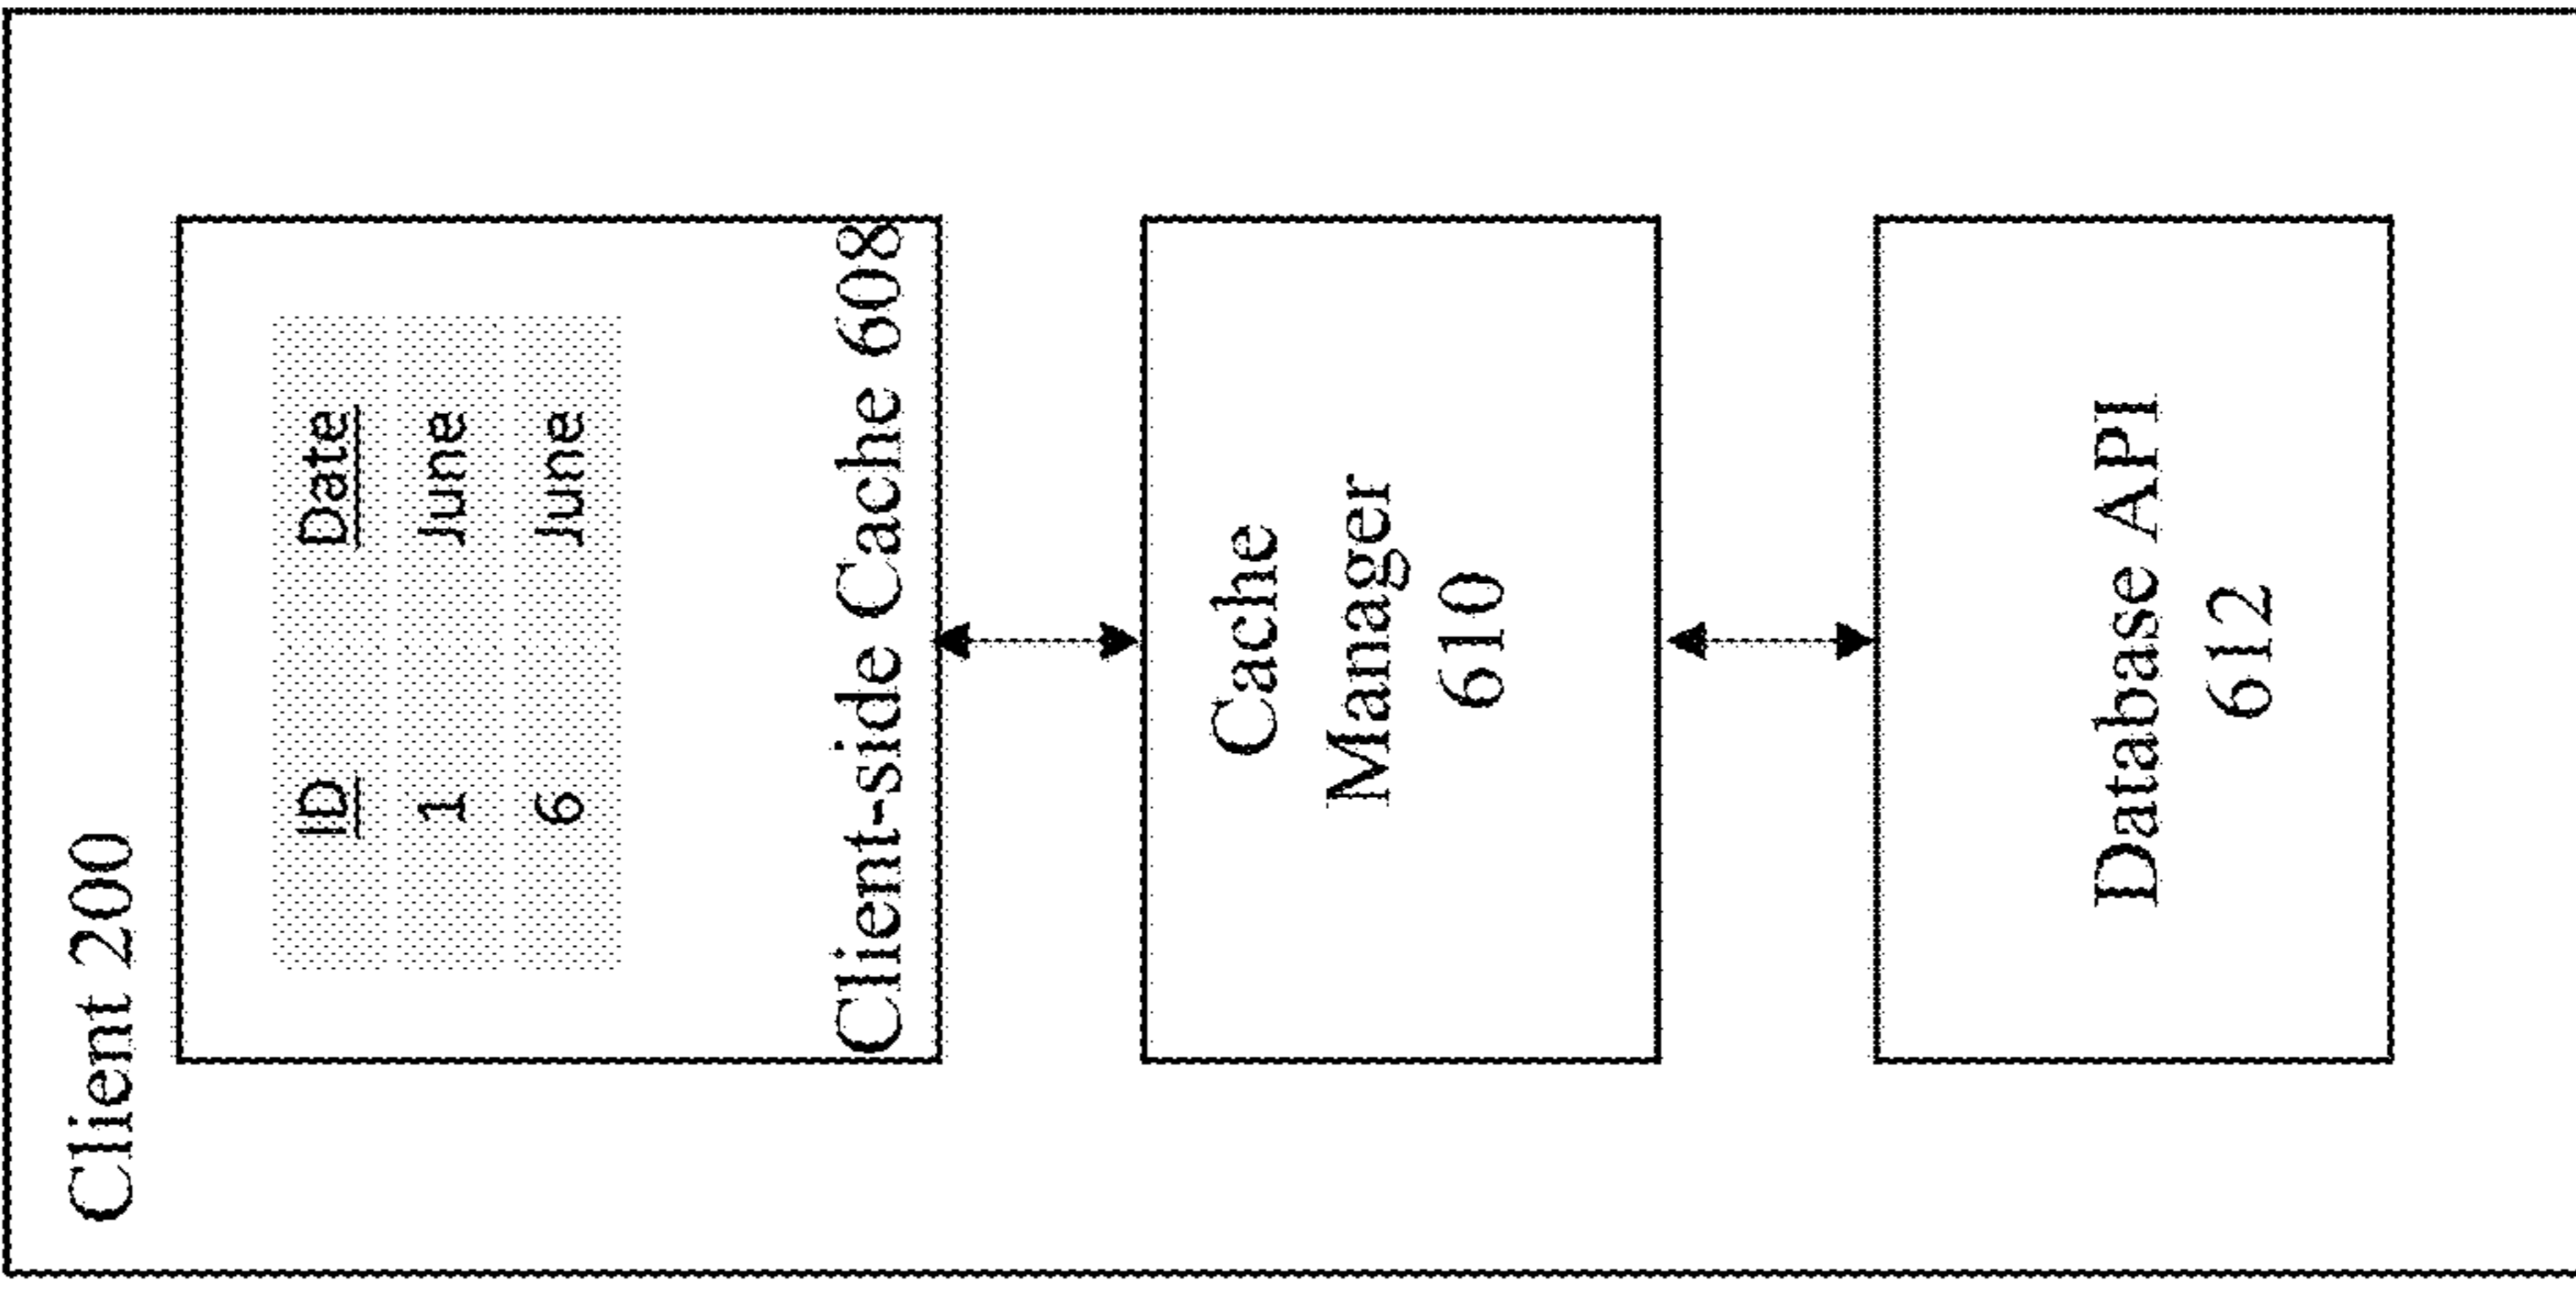 Client 200
ID Date
1 June
6 June
Client-side Cache 608
Cache
Manager
610
Database API
612